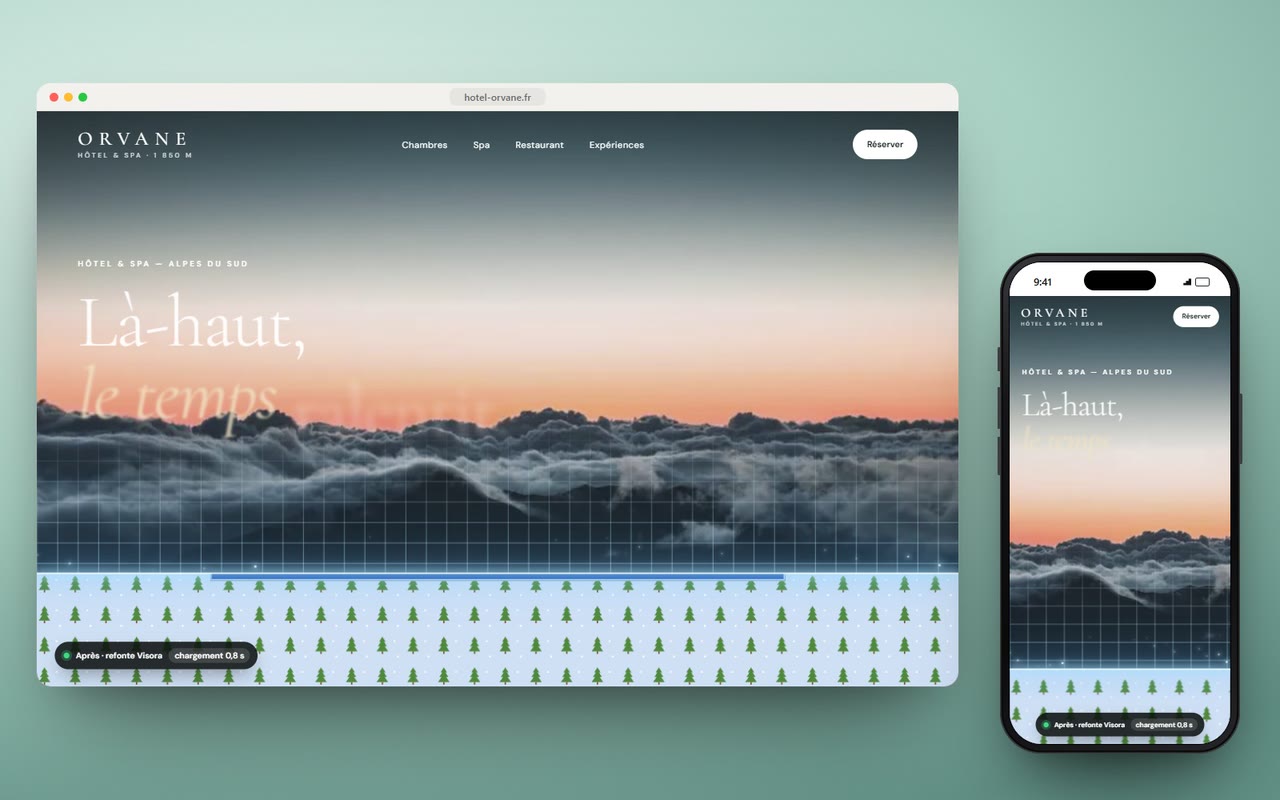 hotel-orvane.fr
ORVANE
HÔTEL & SPA · 1 850 M
Chambres Spa Restaurant Expériences
Réserver
HÔTEL & SPA — ALPES DU SUD
Là-haut,
le temps ralentit
Après · refonte Visora chargement 0,8 s
9:41
ORVANE
HÔTEL & SPA · 1 850 M
Réserver
HÔTEL & SPA — ALPES DU SUD
Là-haut,
le temps
Après · refonte Visora chargement 0,8 s